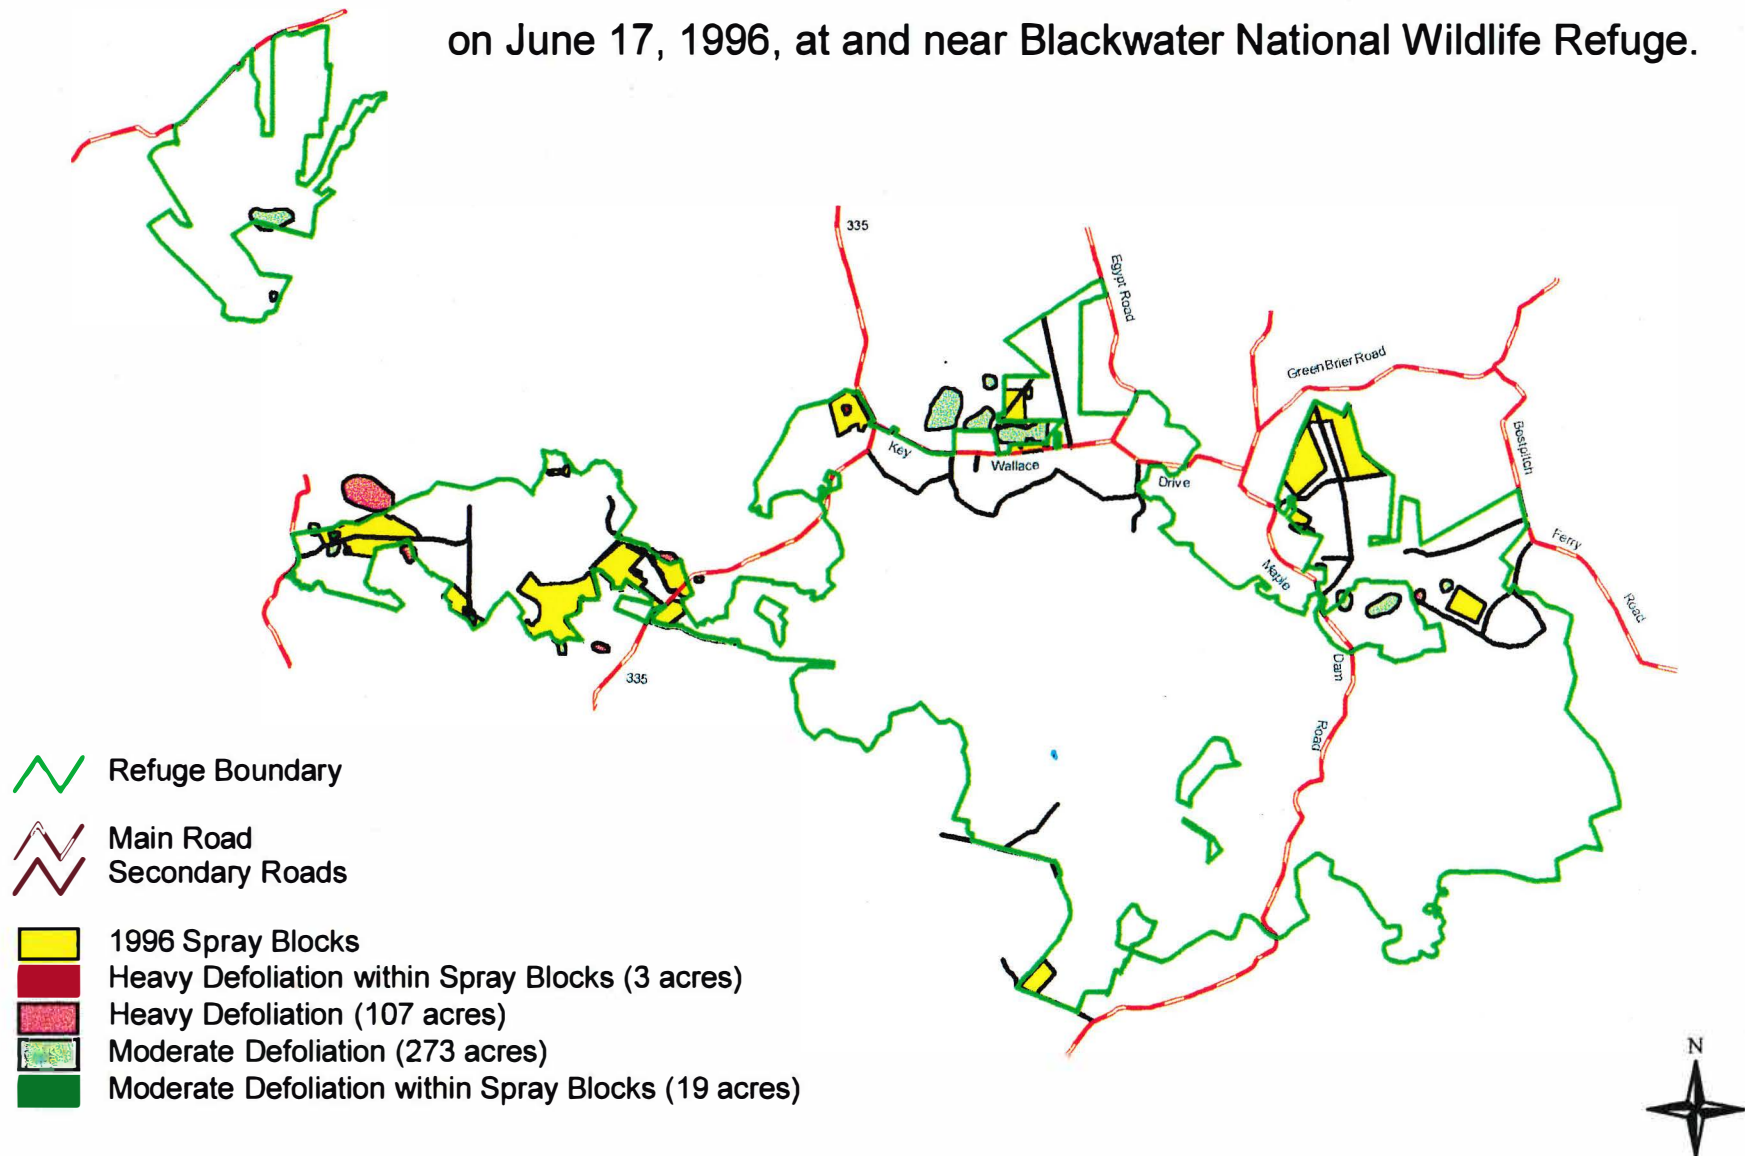 on June 17, 1996, at and near Blackwater National Wildlife Refuge.
335
Egypt Road
Green Brier Road
Key
Wallace
Drive
Bestpitch
Ferry
Road
Maple
Dam
Road
335
Refuge Boundary
Main Road
Secondary Roads
1996 Spray Blocks
Heavy Defoliation within Spray Blocks (3 acres)
Heavy Defoliation (107 acres)
Moderate Defoliation (273 acres)
Moderate Defoliation within Spray Blocks (19 acres)
N